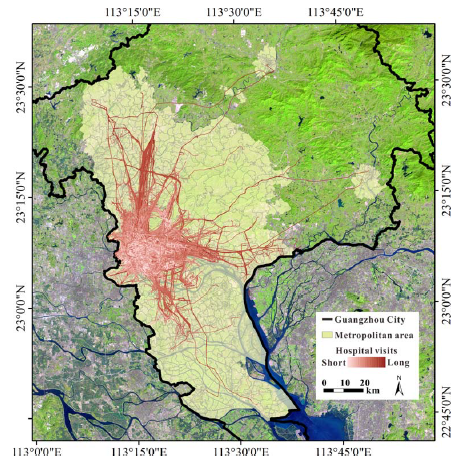 113°15'0"E 113°30'0"E 113°45'0"E
23°30'0"N
23°15'0"N
23°0'0"N
23°30'0"N
23°15'0"N
23°0'0"N
22°45'0"N
Guangzhou City
Metropolitan area
Hospital visits
Short Long
0 10 20
km
N
113°0'0"E 113°15'0"E 113°30'0"E 113°45'0"E